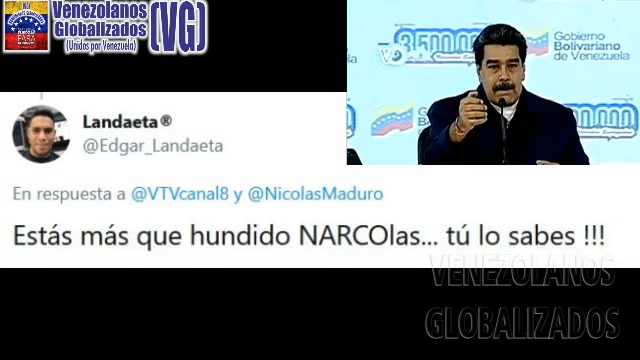 Venezolanos
Globalizados
(Unidos por Venezuela)
(VG)
Gobierno
Bolivariano
de Venezuela
Landaeta®
@Edgar_Landaeta
En respuesta a @VTVcanal8 y @NicolasMaduro
Estás más que hundido NARCOlas... tú lo sabes !!!
VENEZOLANOS
GLOBALIZADOS